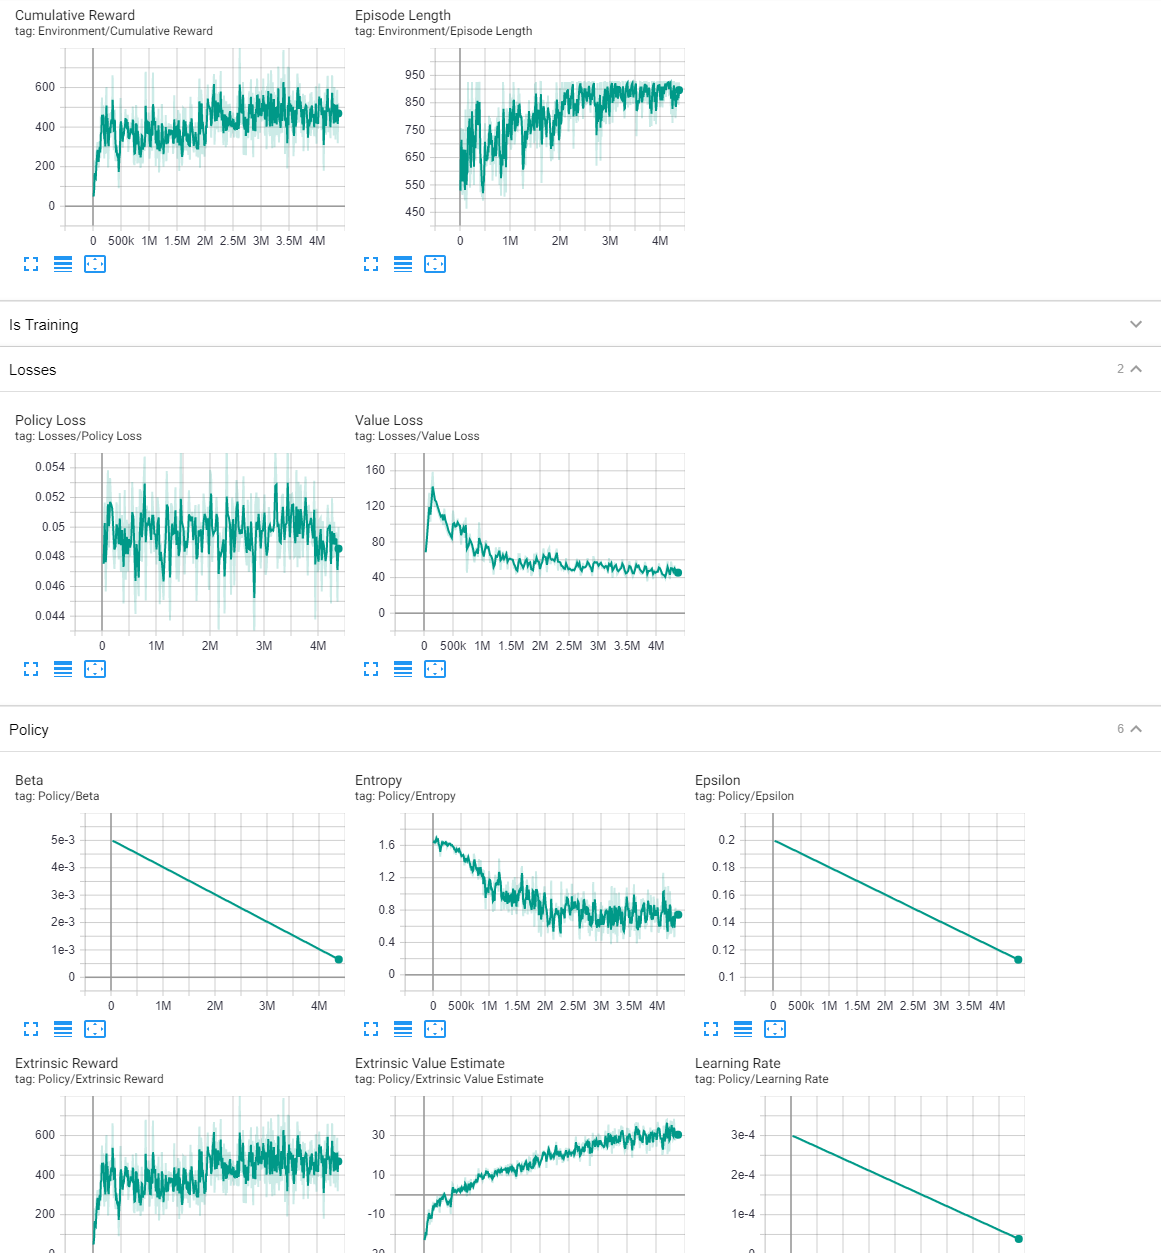 Cumulative Reward
tag: Environment/Cumulative Reward
600
400
200
0
0 500k 1M 1.5M 2M 2.5M 3M 3.5M 4M
Episode Length
tag: Environment/Episode Length
950
850
750
650
550
450
0 1M 2M 3M 4M
Is Training
Losses
2
Policy Loss
tag: Losses/Policy Loss
0.054
0.052
0.05
0.048
0.046
0.044
0 1M 2M 3M 4M
Value Loss
tag: Losses/Value Loss
160
120
80
40
0
0 500k 1M 1.5M 2M 2.5M 3M 3.5M 4M
Policy
6
Beta
tag: Policy/Beta
5e-3
4e-3
3e-3
2e-3
1e-3
0
0 1M 2M 3M 4M
Entropy
tag: Policy/Entropy
1.6
1.2
0.8
0.4
0
0 500k 1M 1.5M 2M 2.5M 3M 3.5M 4M
Epsilon
tag: Policy/Epsilon
0.2
0.18
0.16
0.14
0.12
0.1
0 500k 1M 1.5M 2M 2.5M 3M 3.5M 4M
Extrinsic Reward
tag: Policy/Extrinsic Reward
600
400
200
Extrinsic Value Estimate
tag: Policy/Extrinsic Value Estimate
30
10
-10
Learning Rate
tag: Policy/Learning Rate
3e-4
2e-4
1e-4